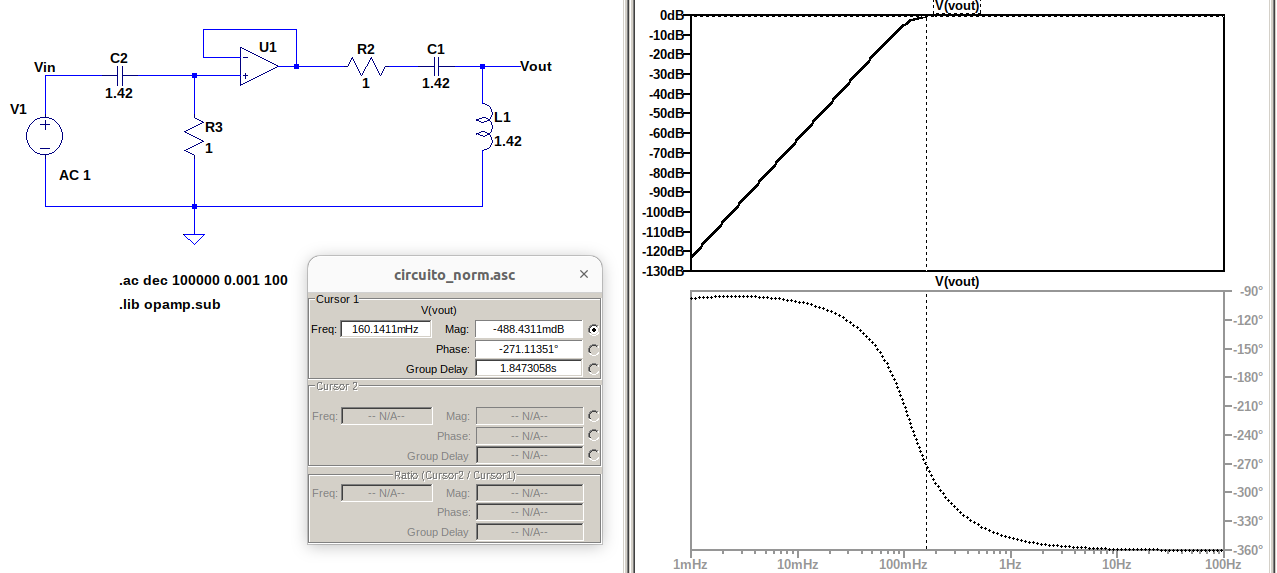 Vin
C2
1.42
U1
R2
1
C1
1.42
Vout
V1
AC 1
R3
1
L1
1.42
.ac dec 100000 0.001 100
.lib opamp.sub
circuito_norm.asc
×
Cursor 1
V(vout)
Freq: 160.1411mHz Mag: -488.4311mdB
Phase: -271.11351°
Group Delay 1.8473058s
Cursor 2
Freq: -- N/A-- Mag: -- N/A--
Phase: -- N/A--
Group Delay -- N/A--
Ratio (Cursor2 / Cursor1)
Freq: -- N/A-- Mag: -- N/A--
Phase: -- N/A--
Group Delay -- N/A--
V(vout)
0dB
-10dB
-20dB
-30dB
-40dB
-50dB
-60dB
-70dB
-80dB
-90dB
-100dB
-110dB
-120dB
-130dB
V(vout)
-90°
-120°
-150°
-180°
-210°
-240°
-270°
-300°
-330°
-360°
1mHz 10mHz 100mHz 1Hz 10Hz 100Hz